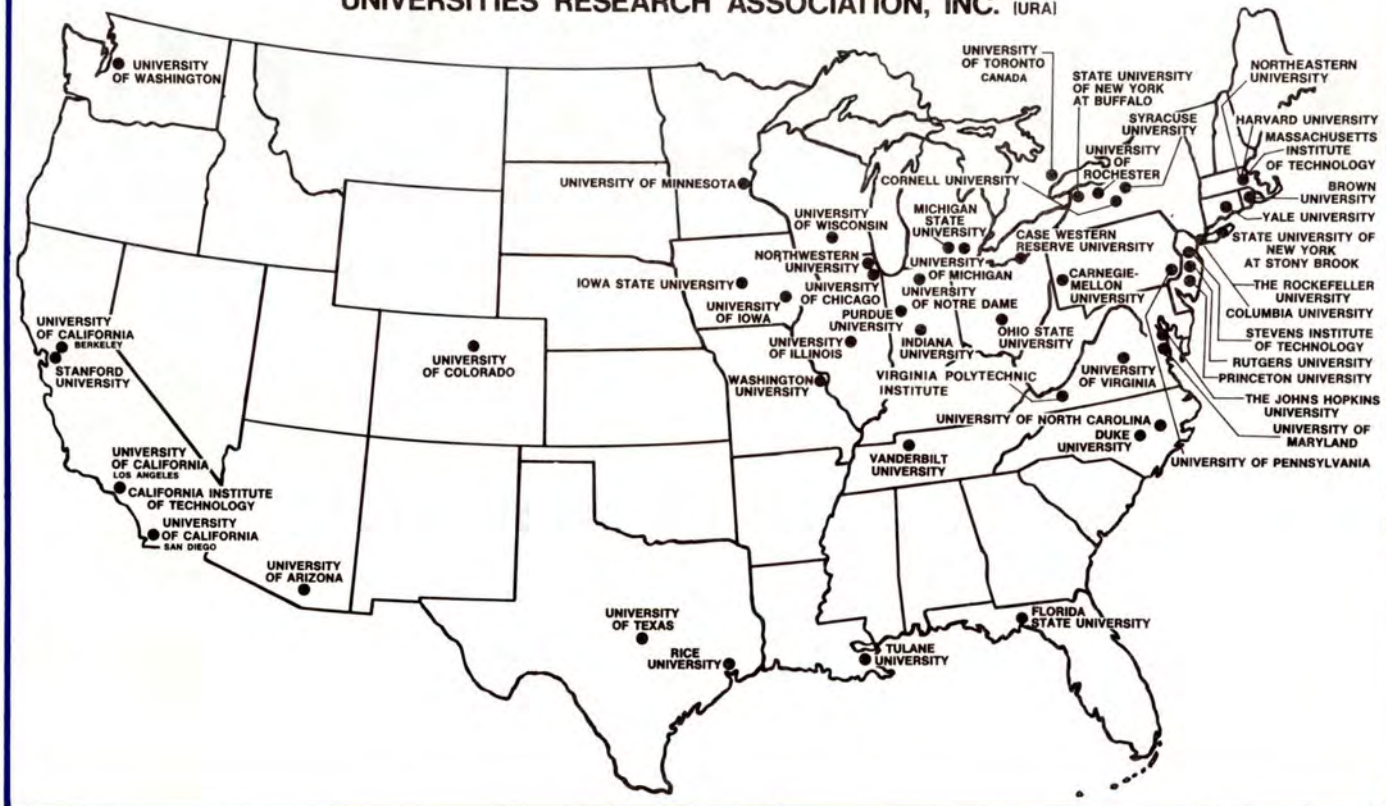 UNIVERSITIES RESEARCH ASSOCIATION, INC. (URA)
UNIVERSITY
OF WASHINGTON
UNIVERSITY
OF CALIFORNIA
BERKELEY
STANFORD
UNIVERSITY
UNIVERSITY
OF CALIFORNIA
LOS ANGELES
CALIFORNIA INSTITUTE
OF TECHNOLOGY
UNIVERSITY
OF CALIFORNIA
SAN DIEGO
UNIVERSITY
OF ARIZONA
UNIVERSITY
OF COLORADO
UNIVERSITY
OF TEXAS
RICE
UNIVERSITY
TULANE
UNIVERSITY
FLORIDA
STATE UNIVERSITY
UNIVERSITY OF MINNESOTA
IOWA STATE UNIVERSITY
UNIVERSITY
OF IOWA
WASHINGTON
UNIVERSITY
UNIVERSITY
OF WISCONSIN
NORTHWESTERN
UNIVERSITY
UNIVERSITY
OF CHICAGO
PURDUE
UNIVERSITY
UNIVERSITY
OF ILLINOIS
INDIANA
UNIVERSITY
UNIVERSITY
OF NOTRE DAME
MICHIGAN
STATE
UNIVERSITY
UNIVERSITY
OF MICHIGAN
CASE WESTERN
RESERVE UNIVERSITY
OHIO STATE
UNIVERSITY
CARNEGIE-
MELLON
UNIVERSITY
VIRGINIA POLYTECHNIC
INSTITUTE
UNIVERSITY
OF VIRGINIA
UNIVERSITY OF NORTH CAROLINA
DUKE
UNIVERSITY
VANDERBILT
UNIVERSITY
UNIVERSITY
OF TORONTO
CANADA
STATE UNIVERSITY
OF NEW YORK
AT BUFFALO
SYRACUSE
UNIVERSITY
UNIVERSITY
OF
ROCHESTER
CORNELL UNIVERSITY
NORTHEASTERN
UNIVERSITY
HARVARD UNIVERSITY
MASSACHUSETTS
INSTITUTE
OF TECHNOLOGY
BROWN
UNIVERSITY
YALE UNIVERSITY
STATE UNIVERSITY OF
NEW YORK
AT STONY BROOK
THE ROCKEFELLER
UNIVERSITY
COLUMBIA UNIVERSITY
STEVENS INSTITUTE
OF TECHNOLOGY
RUTGERS UNIVERSITY
PRINCETON UNIVERSITY
THE JOHNS HOPKINS
UNIVERSITY
UNIVERSITY OF
MARYLAND
UNIVERSITY OF PENNSYLVANIA